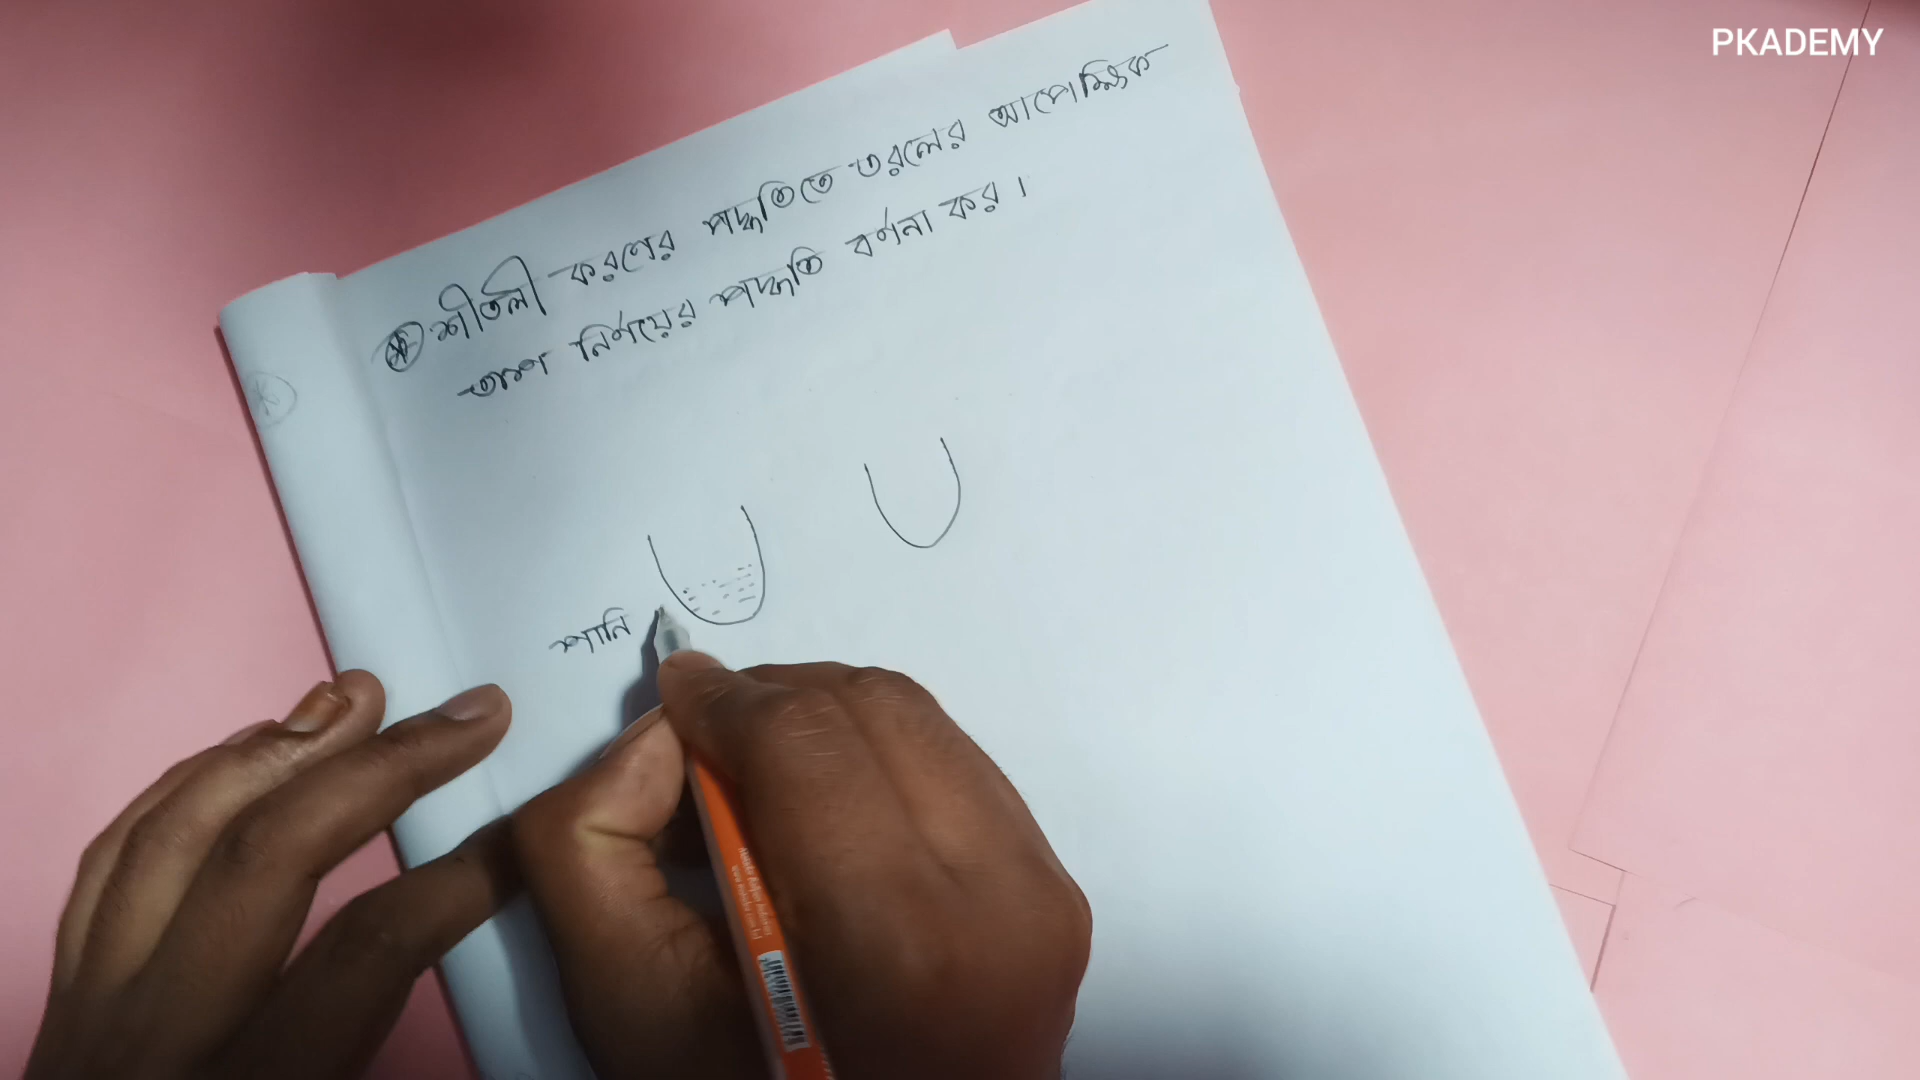 PKADEMY
শীতলী করণের পদ্ধতিতে তরলের আপেক্ষিক
তাপ নির্ণয়ের পদ্ধতি বর্ণনা কর ।
পানি